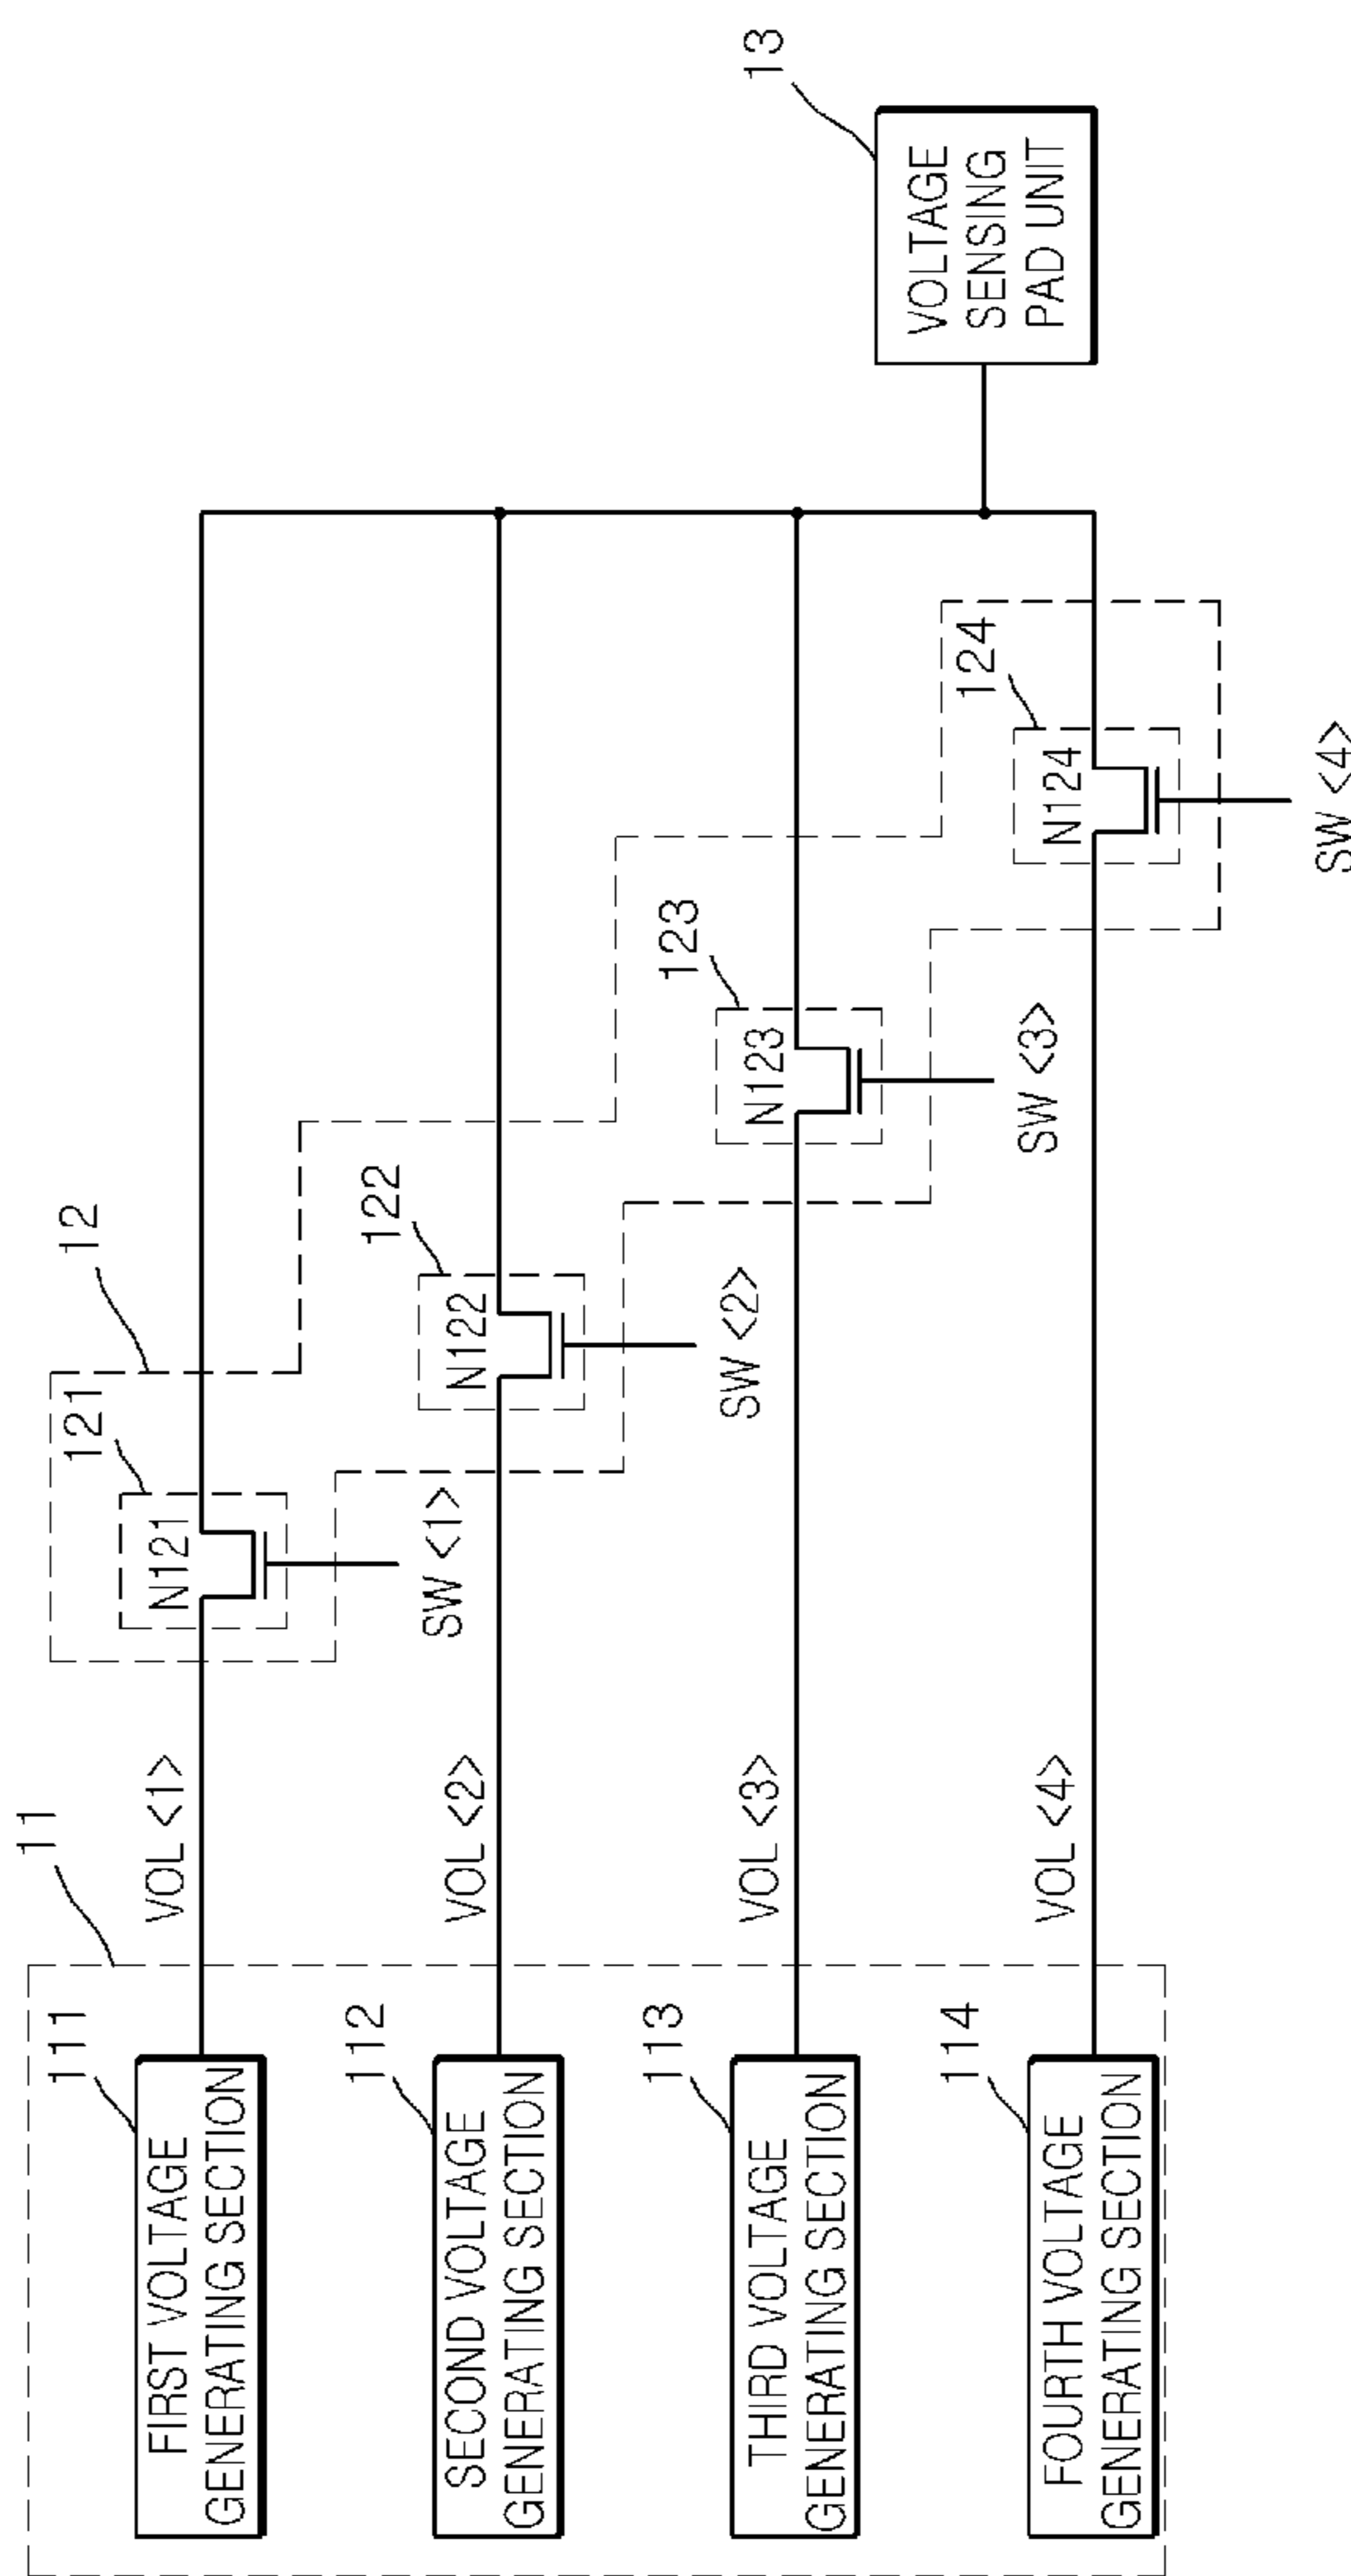 11
111
FIRST VOLTAGE
GENERATING SECTION
VOL <1>
12
121
N121
SW <1>
112
SECOND VOLTAGE
GENERATING SECTION
VOL <2>
122
N122
SW <2>
113
THIRD VOLTAGE
GENERATING SECTION
VOL <3>
123
N123
SW <3>
114
FOURTH VOLTAGE
GENERATING SECTION
VOL <4>
124
N124
SW <4>
13
VOLTAGE
SENSING
PAD UNIT